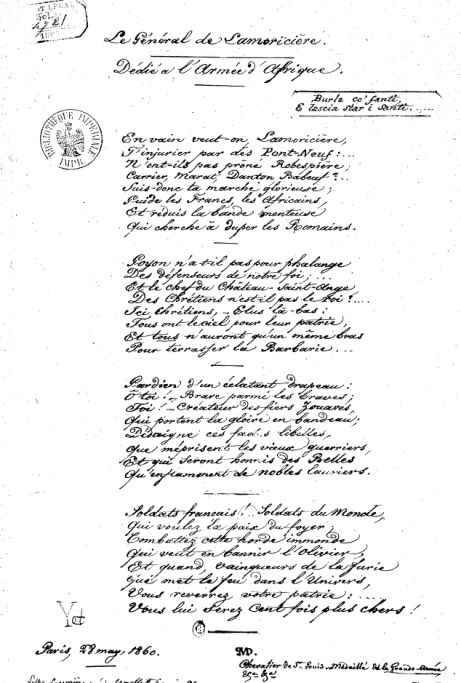 Le Général de Lamoricière.
Dédié à l'Armée d'Afrique.
Burla co' fanti,
E lascia star i Santi......
BIBLIOTHÈQUE IMPÉRIALE
IMPR.
En vain veut-on, Lamoricière,
T'injurier par des Pont-Neuf:...
N'ont-ils pas prôné Robespière,
Carrier, Marat, Danton Babeuf?...
Suis-donc ta marche glorieuse;
Guide les Francs, les Africains,
Et réduis la bande menteuse
Qui cherche à duper les Romains.
Goyon n'a-t-il pas pour phalange
Des défenseurs de notre foi;...
Et le chef du Château-Saint-Ange
Des Chrétiens n'est-il pas le Roi?...
Ici Chrétiens, _ Elus là-bas:
Tous ont le ciel pour leur patrie;
Et tous n'auront qu'un même bras
Pour terrasser la Barbarie...
Gardien d'un éclatant drapeau:
Ô toi! _ Brave parmi les Braves;
Toi! _ Créateur des fiers Zouaves,
Qui portent la gloire en bandeau;
Dédaigne ces libelles,
Que méprisent les vieux guerriers,
Et qui seront honnis des Belles
Qu'enflamment de nobles lauriers.
Soldats français! _ Soldats du Monde,
Qui voulez la paix du foyer;
Combattez cette horde immonde
Qui veut en bannir l'Olivier,
Et quand, vainqueurs de la furie
Qui met le feu dans l'Univers,
Vous reverrez votre patrie:...
Vous lui serez Cent fois plus chers!
Paris, 28 may, 1860.
MD.
Chevalier de St. Louis _ Médaillé de la Grande Armée